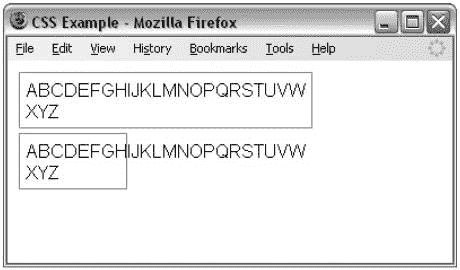 CSS Example - Mozilla Firefox
File Edit View History Bookmarks Tools Help
ABCDEFGHIJKLMNOPQRSTUVW
XYZ
ABCDEFGHIJKLMNOPQRSTUVW
XYZ